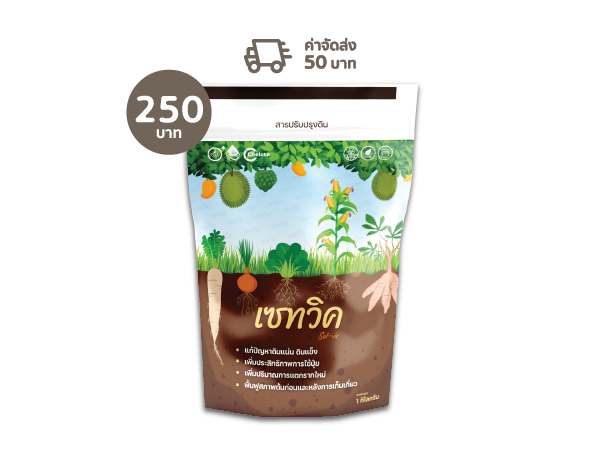 ค่าจัดส่ง
50 บาท
250
บาท
สารปรับปรุงดิน
เซทวิค
Set-vic
• แก้ปัญหาดินแน่น ดินแข็ง
• เพิ่มประสิทธิภาพการใช้ปุ๋ย
• เพิ่มปริมาณการแตกรากใหม่
• ฟื้นฟูสภาพต้นก่อนและหลังการเก็บเกี่ยว
1 กิโลกรัม